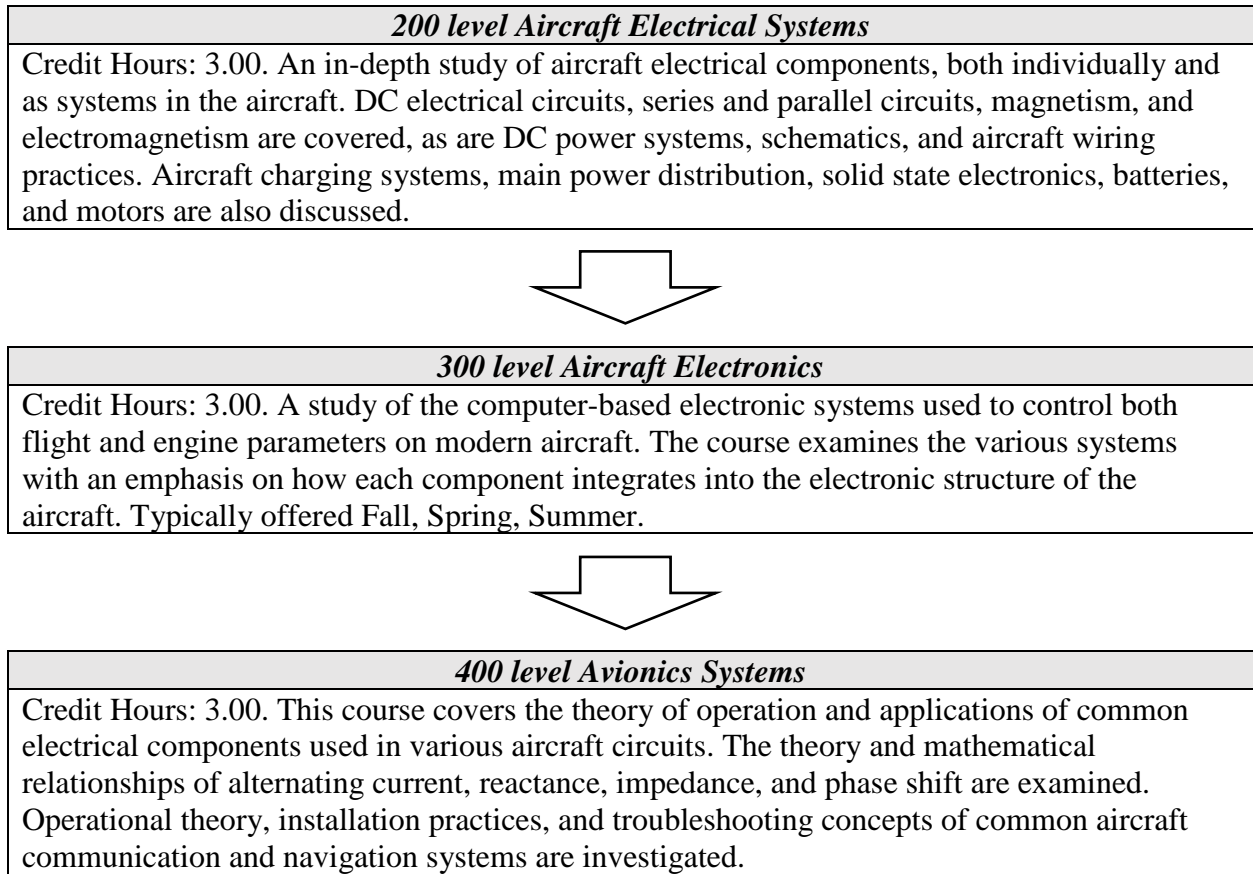 200 level Aircraft Electrical Systems
Credit Hours: 3.00. An in-depth study of aircraft electrical components, both individually and
as systems in the aircraft. DC electrical circuits, series and parallel circuits, magnetism, and
electromagnetism are covered, as are DC power systems, schematics, and aircraft wiring
practices. Aircraft charging systems, main power distribution, solid state electronics, batteries,
and motors are also discussed.
300 level Aircraft Electronics
Credit Hours: 3.00. A study of the computer-based electronic systems used to control both
flight and engine parameters on modern aircraft. The course examines the various systems
with an emphasis on how each component integrates into the electronic structure of the
aircraft. Typically offered Fall, Spring, Summer.
400 level Avionics Systems
Credit Hours: 3.00. This course covers the theory of operation and applications of common
electrical components used in various aircraft circuits. The theory and mathematical
relationships of alternating current, reactance, impedance, and phase shift are examined.
Operational theory, installation practices, and troubleshooting concepts of common aircraft
communication and navigation systems are investigated.